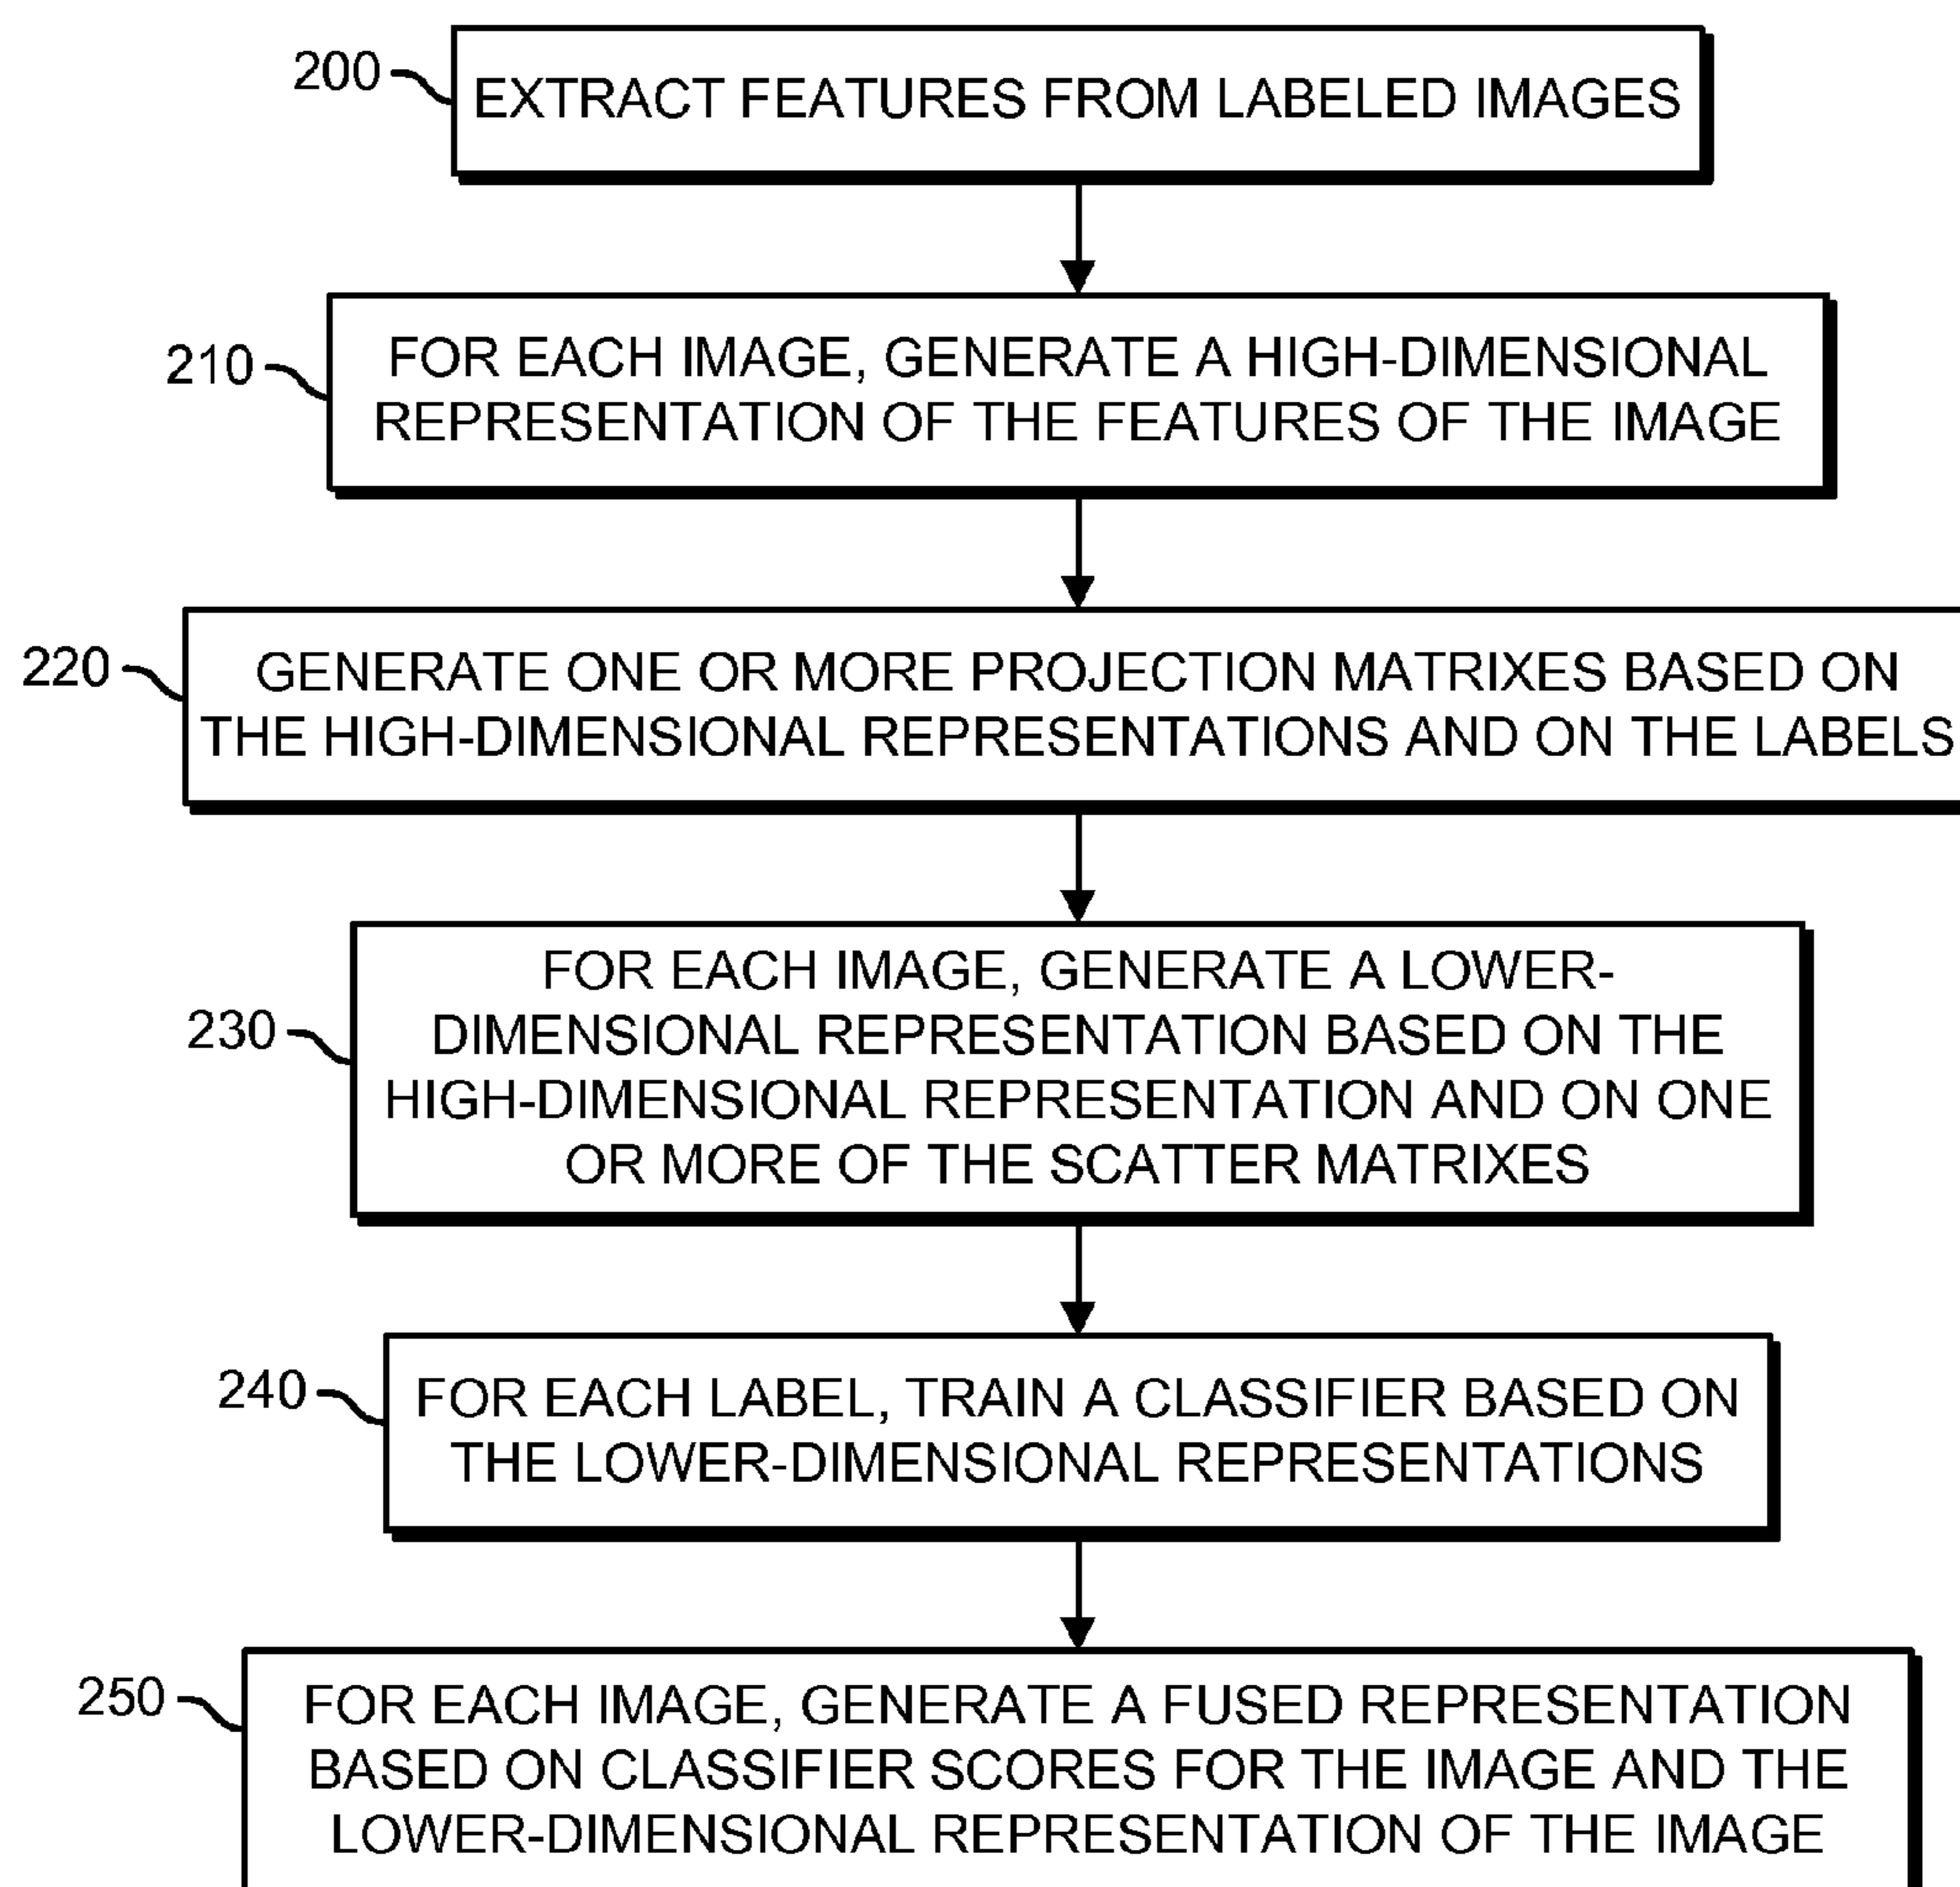 200
EXTRACT FEATURES FROM LABELED IMAGES
210
FOR EACH IMAGE, GENERATE A HIGH-DIMENSIONAL
REPRESENTATION OF THE FEATURES OF THE IMAGE
220
GENERATE ONE OR MORE PROJECTION MATRIXES BASED ON
THE HIGH-DIMENSIONAL REPRESENTATIONS AND ON THE LABELS
230
FOR EACH IMAGE, GENERATE A LOWER-
DIMENSIONAL REPRESENTATION BASED ON THE
HIGH-DIMENSIONAL REPRESENTATION AND ON ONE
OR MORE OF THE SCATTER MATRIXES
240
FOR EACH LABEL, TRAIN A CLASSIFIER BASED ON
THE LOWER-DIMENSIONAL REPRESENTATIONS
250
FOR EACH IMAGE, GENERATE A FUSED REPRESENTATION
BASED ON CLASSIFIER SCORES FOR THE IMAGE AND THE
LOWER-DIMENSIONAL REPRESENTATION OF THE IMAGE